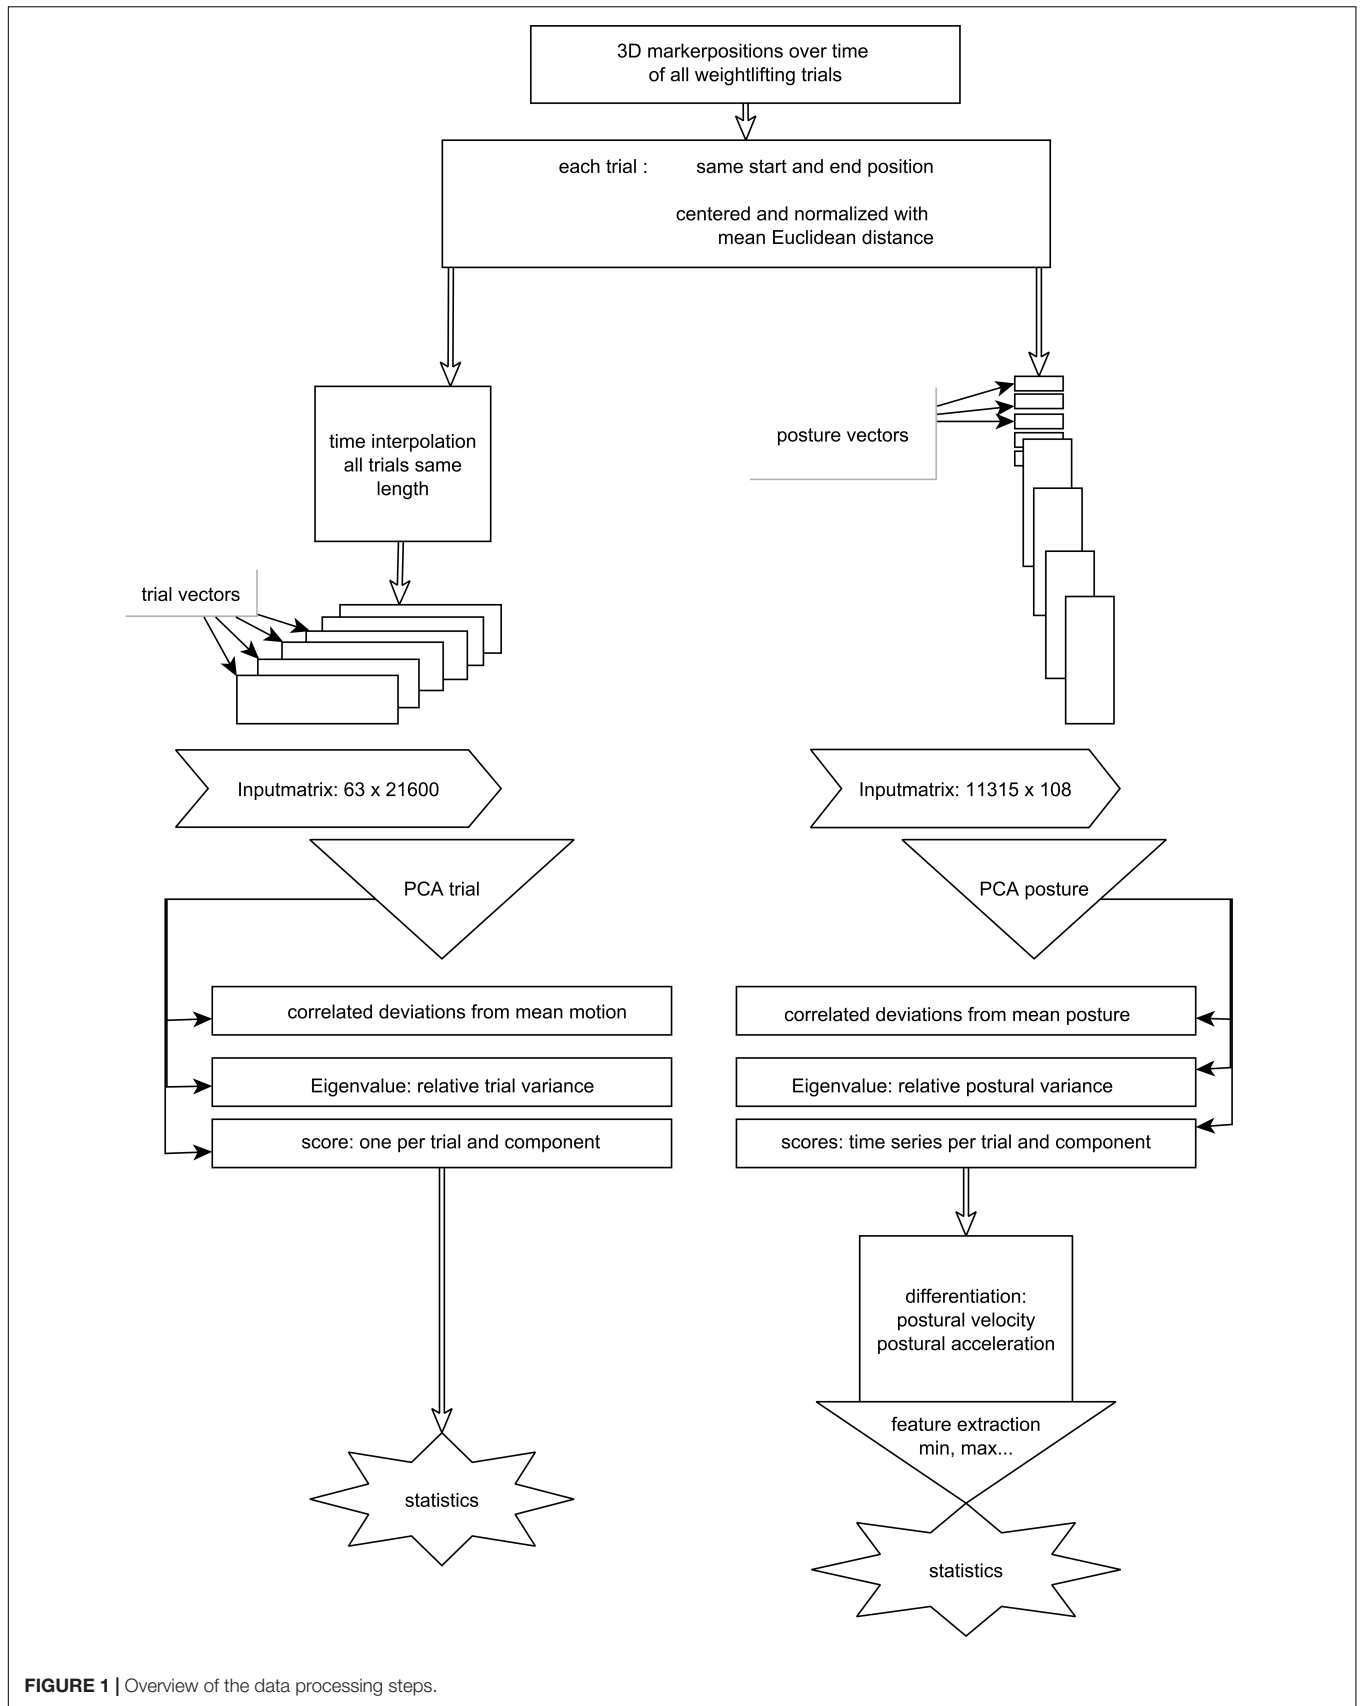 3D markerpositions over time
of all weightlifting trials
each trial : same start and end position
centered and normalized with
mean Euclidean distance
time interpolation
all trials same
length
trial vectors
posture vectors
Inputmatrix: 63 x 21600
Inputmatrix: 11315 x 108
PCA trial
PCA posture
correlated deviations from mean motion
Eigenvalue: relative trial variance
score: one per trial and component
correlated deviations from mean posture
Eigenvalue: relative postural variance
scores: time series per trial and component
differentiation:
postural velocity
postural acceleration
feature extraction
min, max...
statistics
statistics
FIGURE 1 | Overview of the data processing steps.